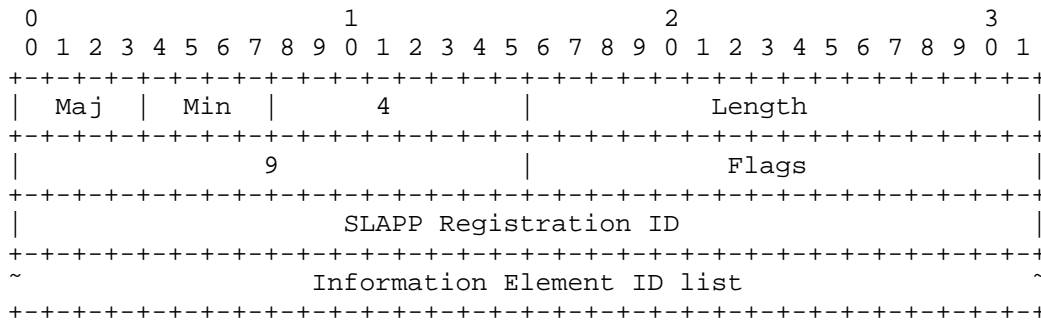 0                   1                   2                   3
 0 1 2 3 4 5 6 7 8 9 0 1 2 3 4 5 6 7 8 9 0 1 2 3 4 5 6 7 8 9 0 1
+-+-+-+-+-+-+-+-+-+-+-+-+-+-+-+-+-+-+-+-+-+-+-+-+-+-+-+-+-+-+-+-+
|  Maj  |  Min  |      4        |           Length              |
+-+-+-+-+-+-+-+-+-+-+-+-+-+-+-+-+-+-+-+-+-+-+-+-+-+-+-+-+-+-+-+-+
|               9               |            Flags              |
+-+-+-+-+-+-+-+-+-+-+-+-+-+-+-+-+-+-+-+-+-+-+-+-+-+-+-+-+-+-+-+-+
|                    SLAPP Registration ID                      |
+-+-+-+-+-+-+-+-+-+-+-+-+-+-+-+-+-+-+-+-+-+-+-+-+-+-+-+-+-+-+-+-+
~                  Information Element ID list                  ~
+-+-+-+-+-+-+-+-+-+-+-+-+-+-+-+-+-+-+-+-+-+-+-+-+-+-+-+-+-+-+-+-+